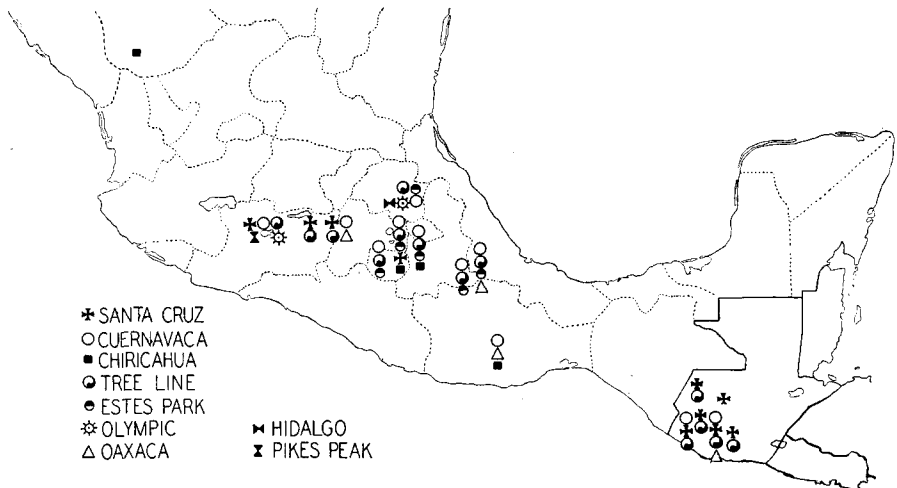 SANTA CRUZ
CUERNAVACA
CHIRICAHUA
TREE LINE
ESTES PARK
OLYMPIC
OAXACA
HIDALGO
PIKES PEAK